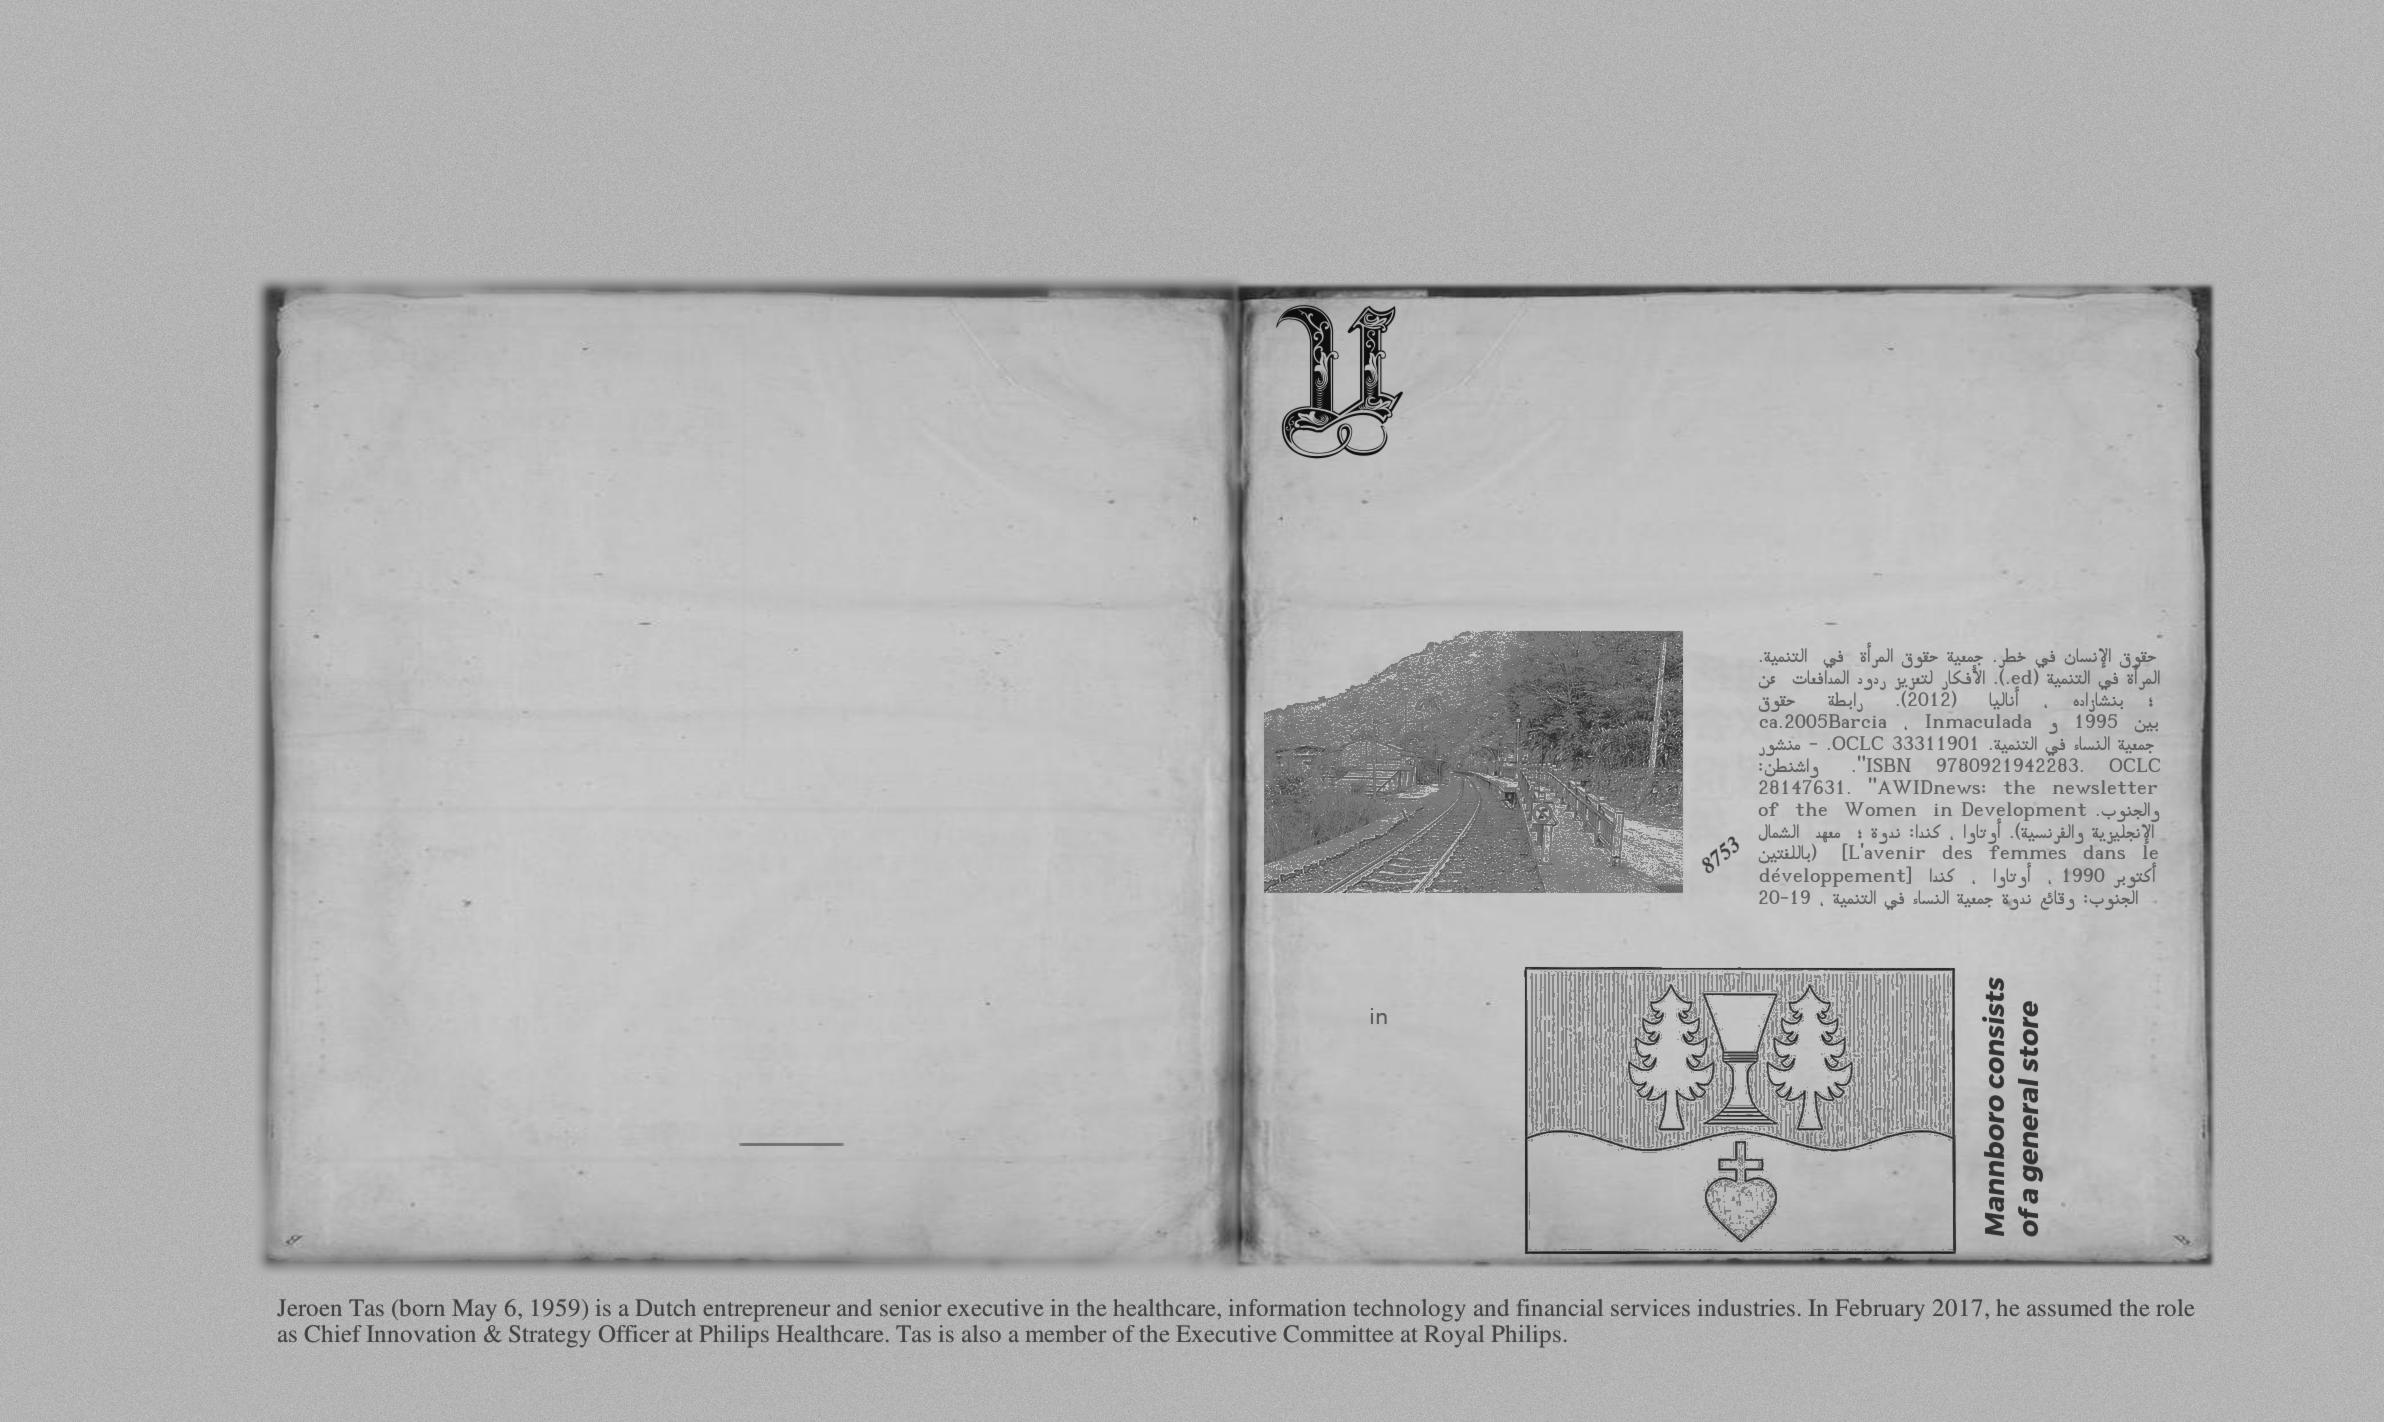 U
حقوق الإنسان في خطر. جمعية حقوق المرأة في التنمية.
المرأة في التنمية (ed.). الأفكار لتعزيز ردود المدافعات عن
؛ بنشازاده ، أناليا (2012). رابطة حقوق
بين 1995 و ca.2005Barcia ، Inmaculada
جمعية النساء في التنمية. OCLC 33311901. - منشور
ISBN 9780921942283. OCLC". واشنطن:
28147631. "AWIDnews: the newsletter
of the Women in Development والجنوب.
الإنجليزية والفرنسية). أوتاوا ، كندا: ندوة ؛ معهد الشمال
[L'avenir des femmes dans le (باللغتين
أكتوبر 1990 ، أوتاوا ، كندا [développement
الجنوب: وقائع ندوة جمعية النساء في التنمية ، 19-20
8753
in
Mannboro consists
of a general store
Jeroen Tas (born May 6, 1959) is a Dutch entrepreneur and senior executive in the healthcare, information technology and financial services industries. In February 2017, he assumed the role
as Chief Innovation & Strategy Officer at Philips Healthcare. Tas is also a member of the Executive Committee at Royal Philips.